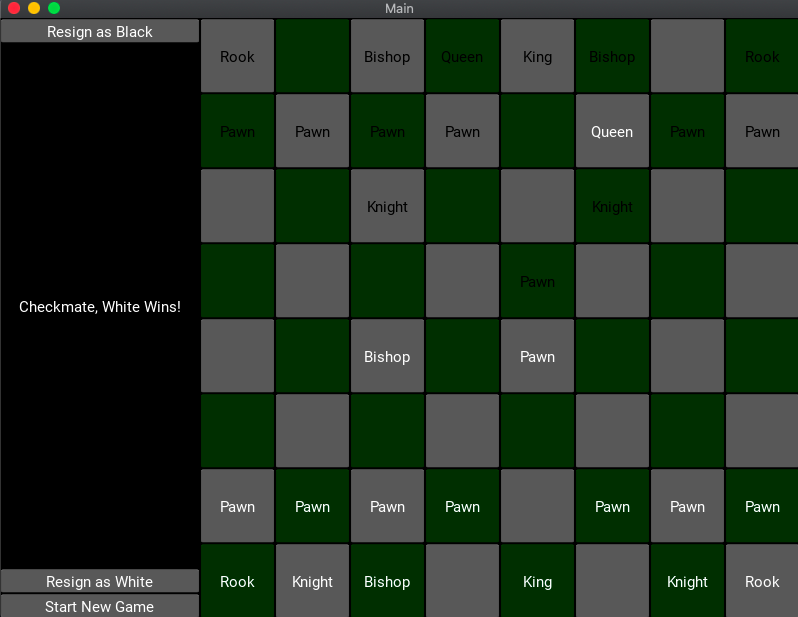 Main
Resign as Black
Rook Bishop Queen King Bishop Rook
Pawn Pawn Pawn Pawn Queen Pawn Pawn
Knight Knight
Pawn
Checkmate, White Wins!
Bishop Pawn
Pawn Pawn Pawn Pawn Pawn Pawn Pawn
Resign as White
Rook Knight Bishop King Knight Rook
Start New Game